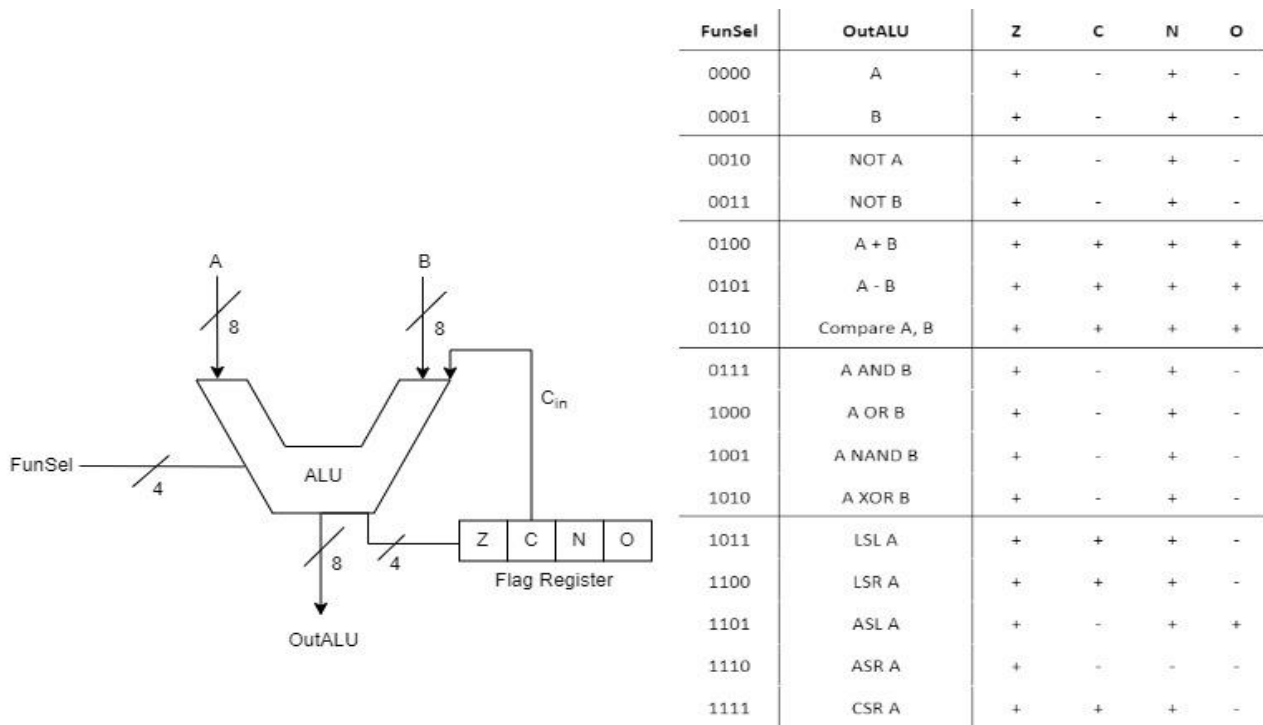 A
B
8
8
C_in
FunSel
4
ALU
8
4
Z C N O
Flag Register
OutALU
FunSel OutALU Z C N O
0000 A + - + -
0001 B + - + -
0010 NOT A + - + -
0011 NOT B + - + -
0100 A + B + + + +
0101 A - B + + + +
0110 Compare A, B + + + +
0111 A AND B + - + -
1000 A OR B + - + -
1001 A NAND B + - + -
1010 A XOR B + - + -
1011 LSL A + + + -
1100 LSR A + + + -
1101 ASL A + - + +
1110 ASR A + - - -
1111 CSR A + + + -